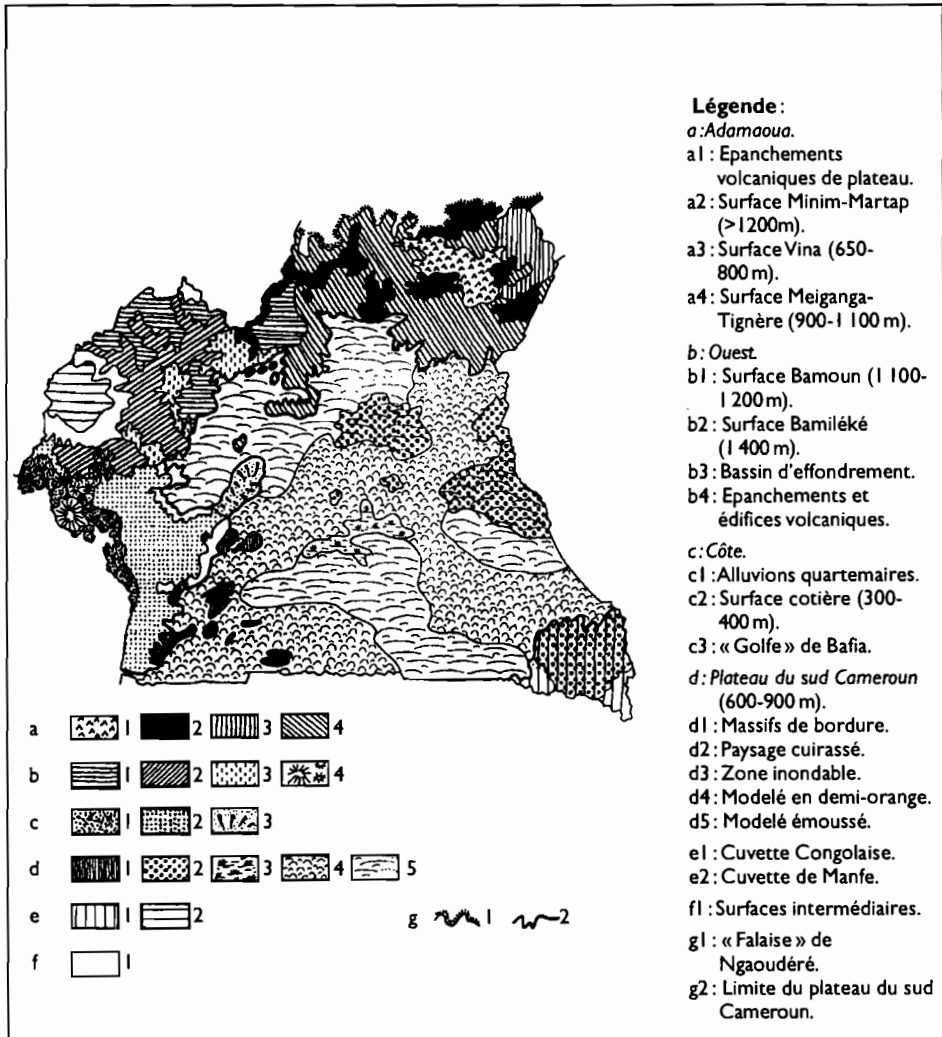 Légende :
a : Adamaoua.
a1 : Epanchements
volcaniques de plateau.
a2 : Surface Minim-Martap
(>1200m).
a3 : Surface Vina (650-
800 m).
a4 : Surface Meiganga-
Tignère (900-1 100 m).
b : Ouest.
b1 : Surface Bamoun (1 100-
1 200 m).
b2 : Surface Bamiléké
(1 400 m).
b3 : Bassin d'effondrement.
b4 : Epanchements et
édifices volcaniques.
c : Côte.
c1 : Alluvions quarternaires.
c2 : Surface cotière (300-
400 m).
c3 : « Golfe » de Bafia.
d : Plateau du sud Cameroun
(600-900 m).
d1 : Massifs de bordure.
d2 : Paysage cuirassé.
d3 : Zone inondable.
d4 : Modelé en demi-orange.
d5 : Modelé émoussé.
e1 : Cuvette Congolaise.
e2 : Cuvette de Manfe.
f1 : Surfaces intermédiaires.
g1 : « Falaise » de
Ngaoudéré.
g2 : Limite du plateau du sud
Cameroun.
a 1 2 3 4
b 1 2 3 4
c 1 2 3
d 1 2 3 4 5
e 1 2 g 1 2
f 1